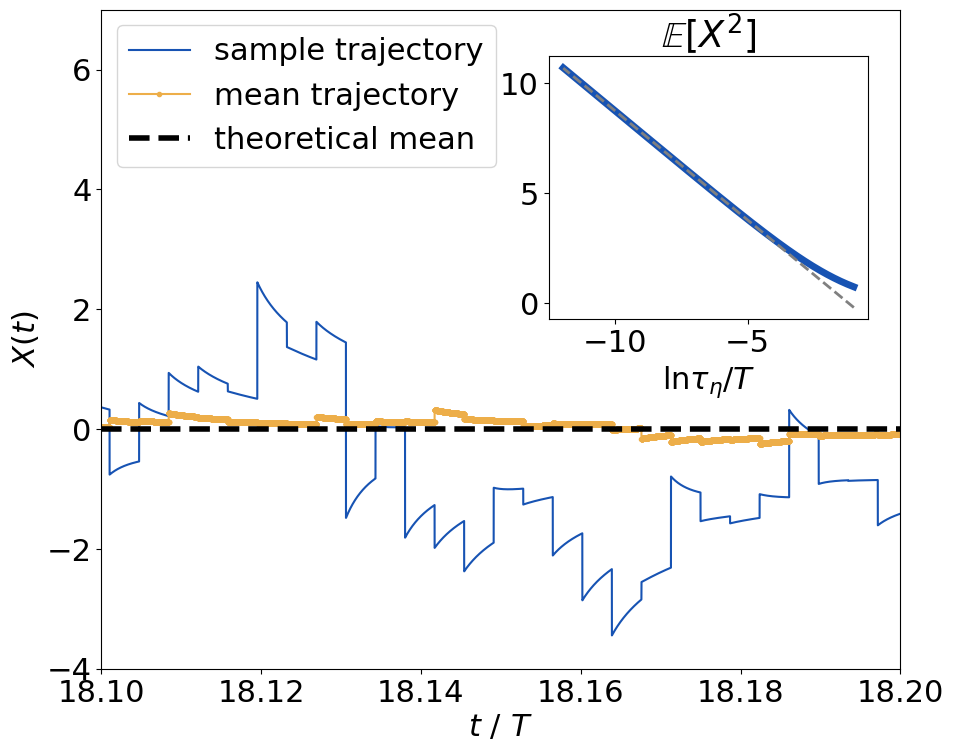 sample trajectory
mean trajectory
theoretical mean
𝔼[X²]
10
5
0
−10
−5
lnτ_η/T
6
4
2
0
−2
−4
X(t)
18.10
18.12
18.14
18.16
18.18
18.20
t / T